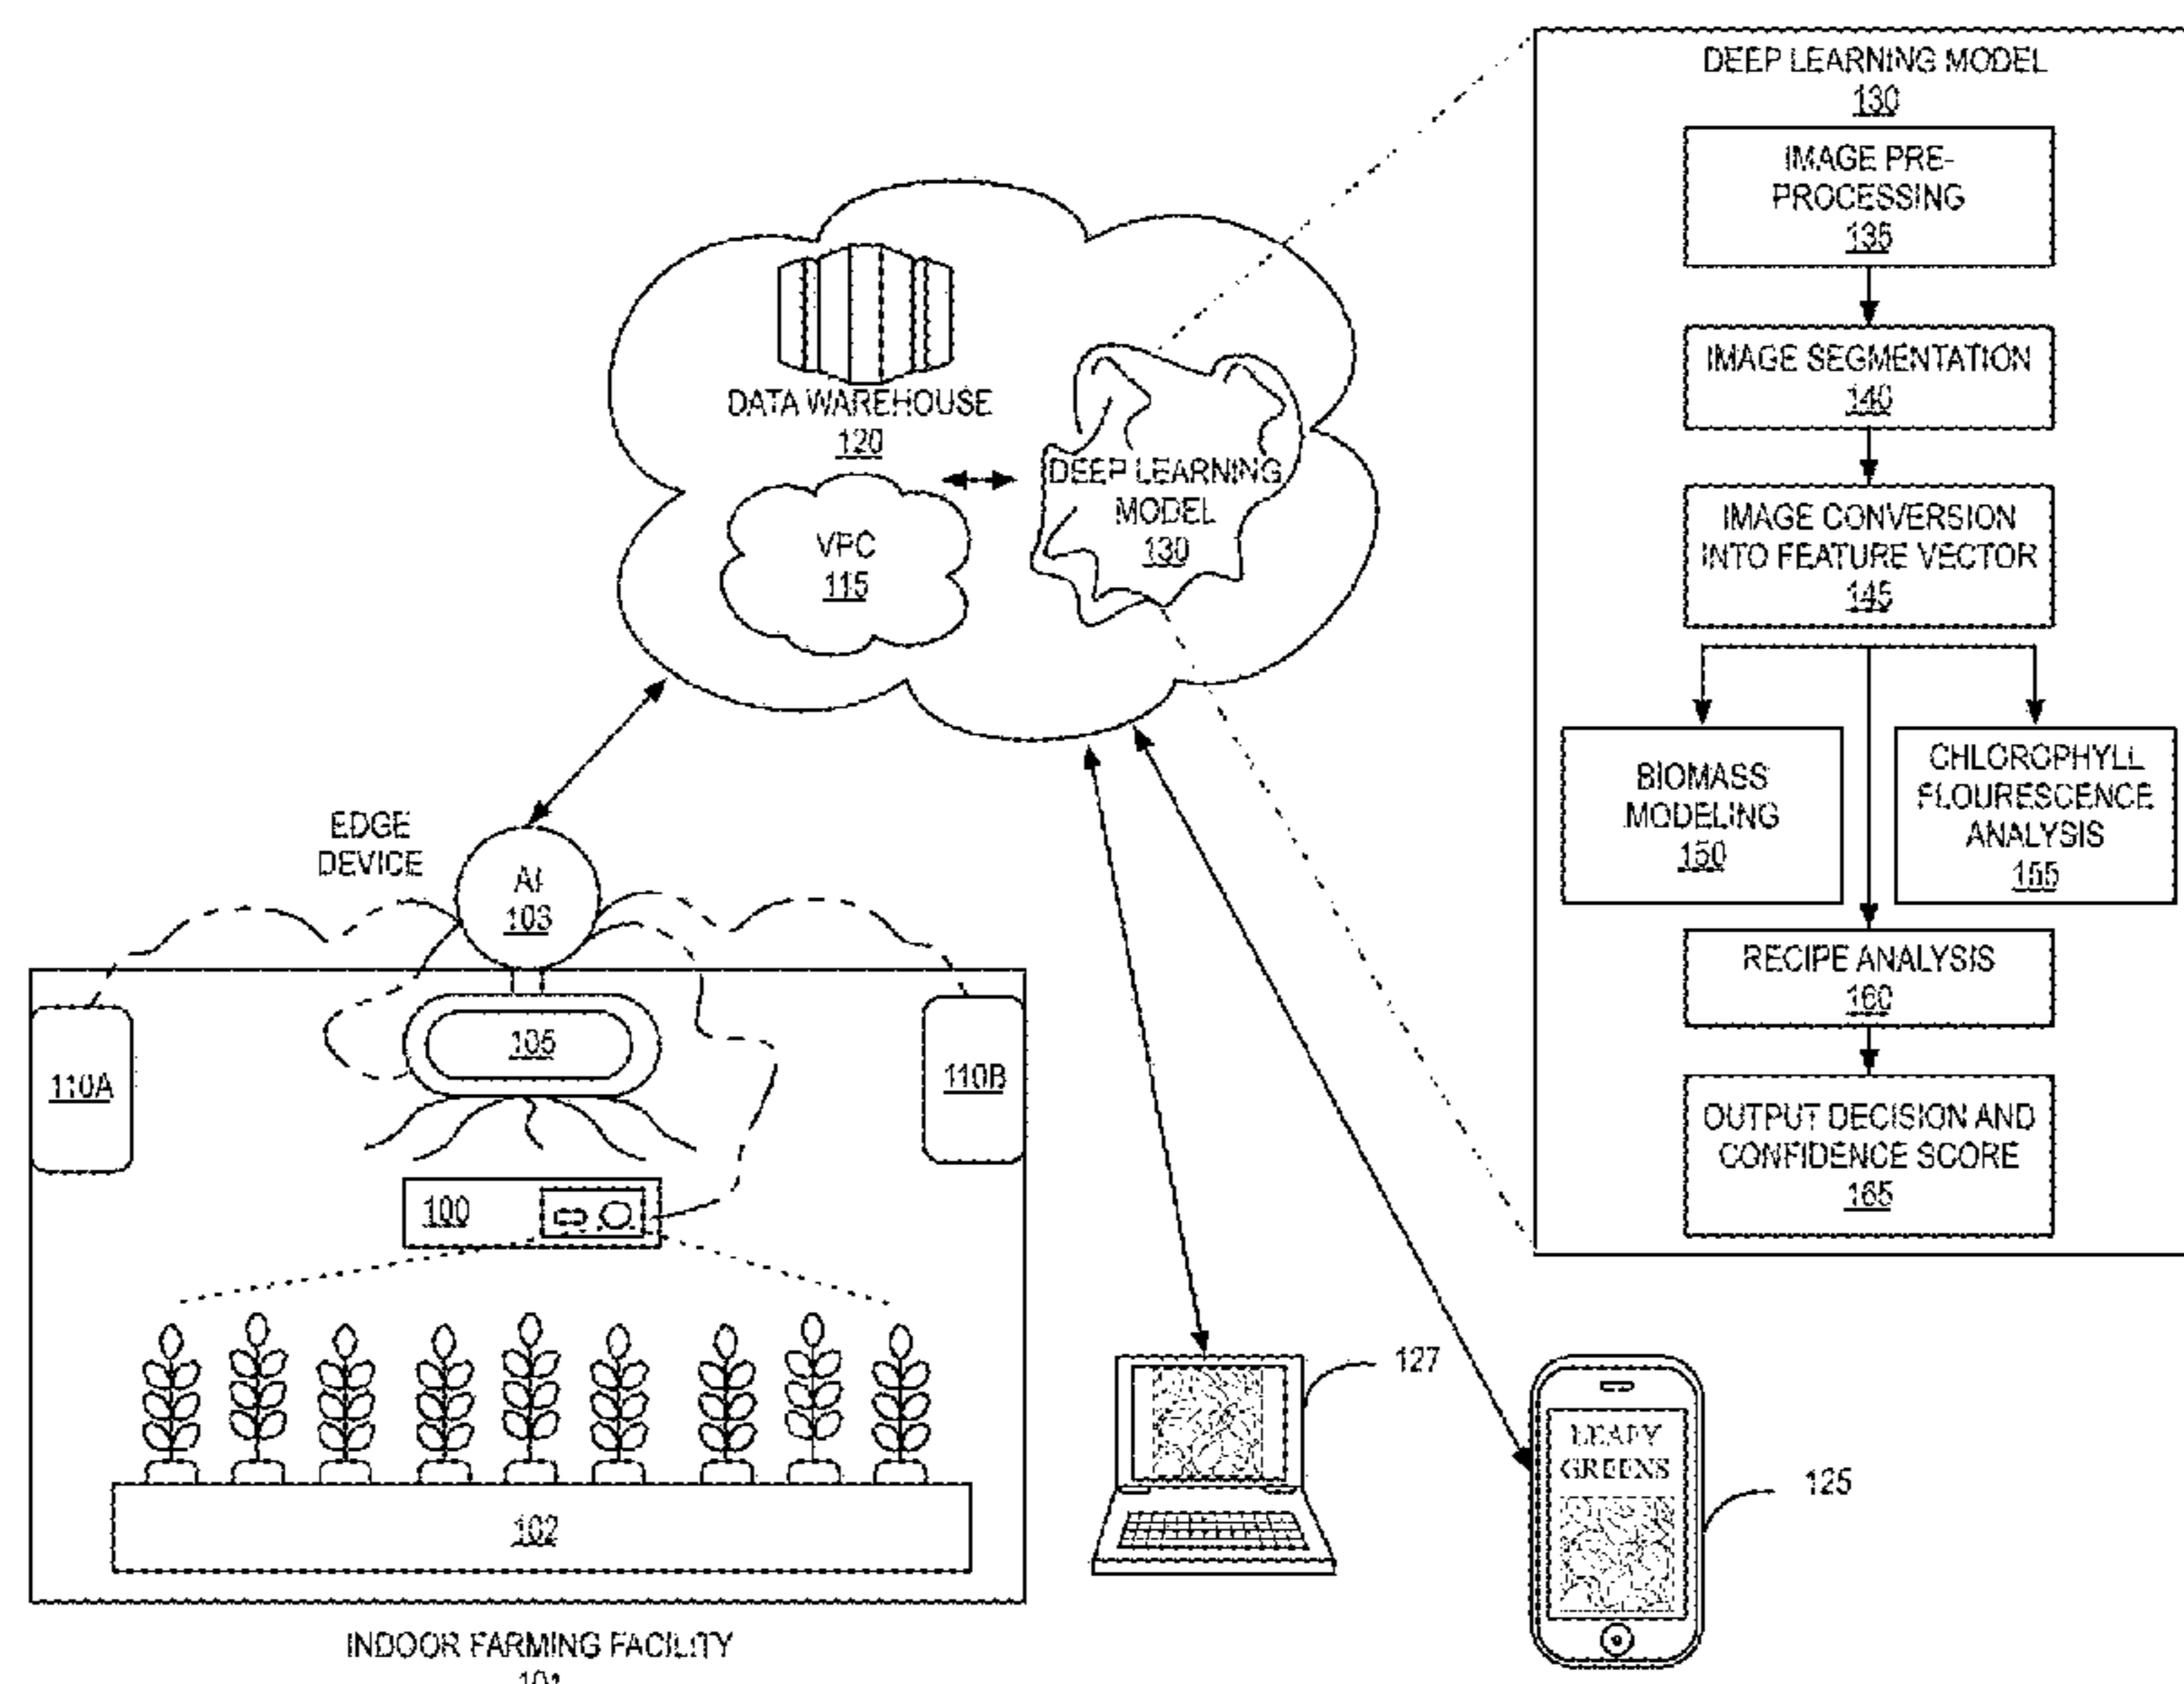 DEEP LEARNING MODEL
130
IMAGE PRE-
PROCESSING
135
IMAGE SEGMENTATION
140
IMAGE CONVERSION
INTO FEATURE VECTOR
145
BIOMASS
MODELING
150
CHLOROPHYLL
FLOURESCENCE
ANALYSIS
155
RECIPE ANALYSIS
160
OUTPUT DECISION AND
CONFIDENCE SCORE
165
DATA WAREHOUSE
120
DEEP LEARNING
MODEL
130
VPC
115
EDGE
DEVICE
AI
103
105
110A
110B
100
102
INDOOR FARMING FACILITY
127
LEAFY
GREENS
125